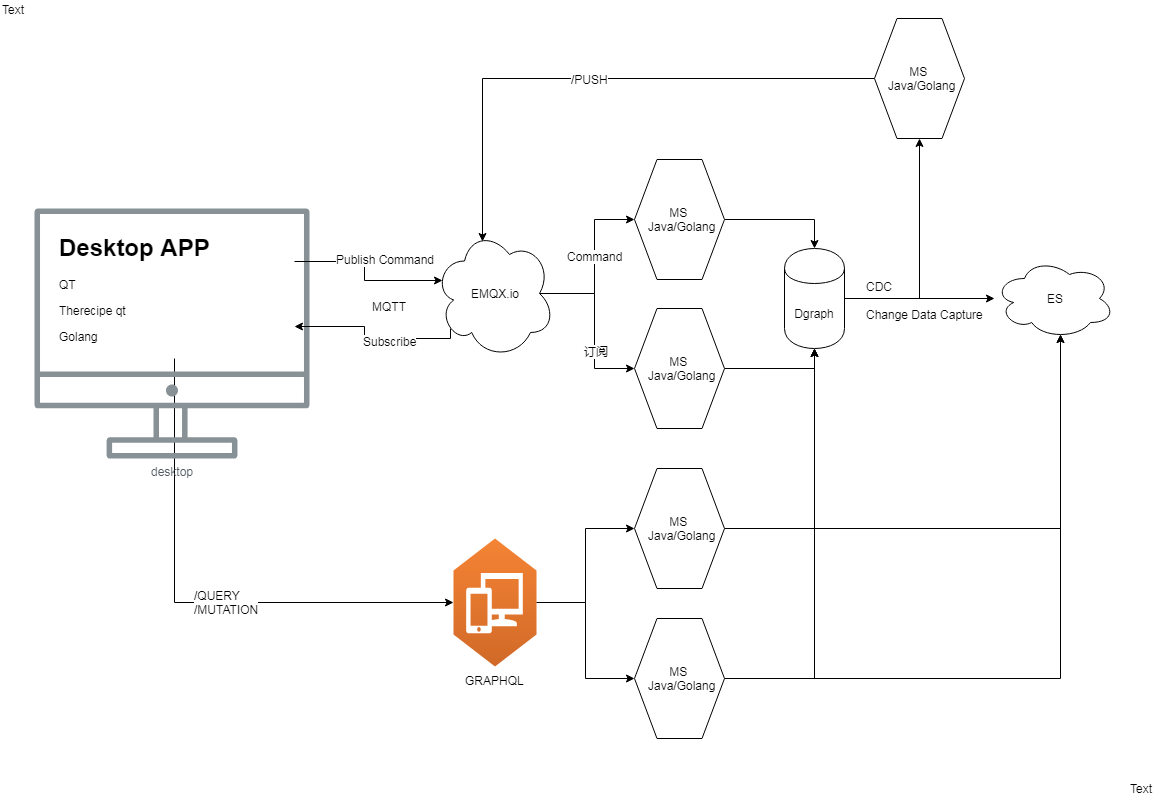 Text
MS
Java/Golang
/PUSH
MS
Java/Golang
Desktop APP
QT
Therecipe qt
Golang
Publish Command
MQTT
Subscribe
EMQX.io
Command
订阅
MS
Java/Golang
Dgraph
CDC
Change Data Capture
ES
desktop
MS
Java/Golang
/QUERY
/MUTATION
GRAPHQL
MS
Java/Golang
Text